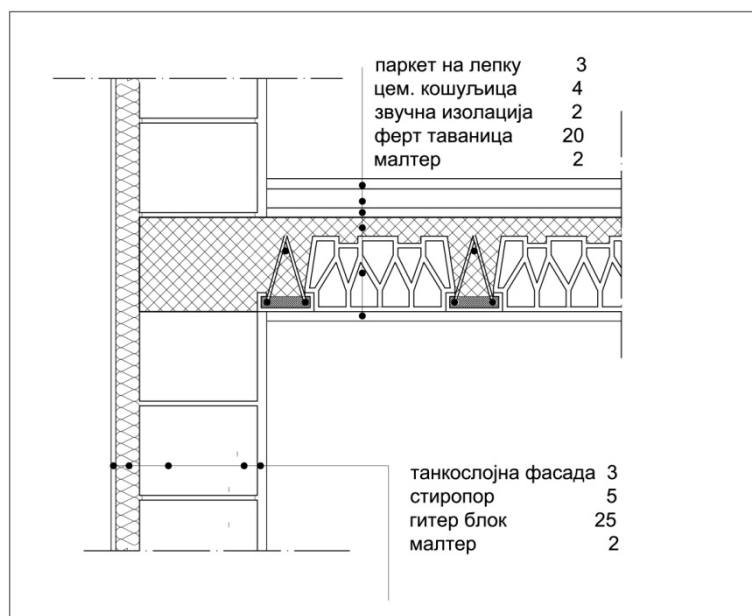 паркет на лепку 3
цем. кошуљица 4
звучна изолација 2
ферт таваница 20
малтер 2
танкослојна фасада 3
стиропор 5
гитер блок 25
малтер 2